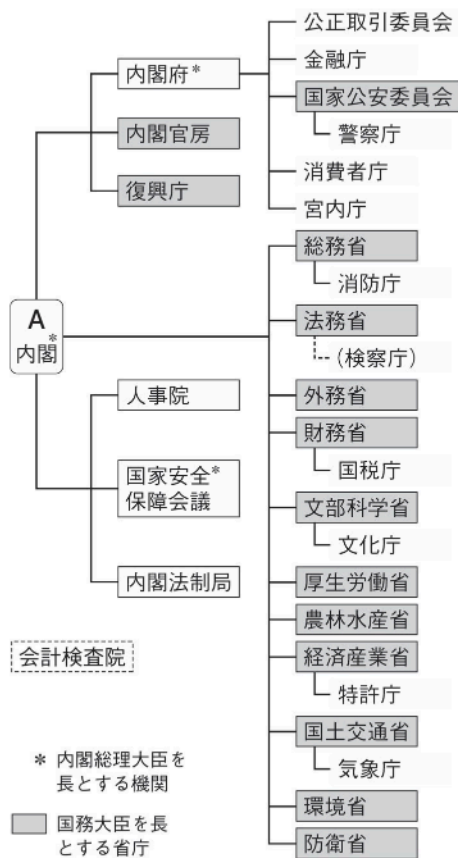 公正取引委員会
内閣府*
金融庁
国家公安委員会
警察庁
内閣官房
消費者庁
復興庁
宮内庁
総務省
消防庁
A
内閣*
法務省
(検察庁)
人事院
外務省
財務省
国税庁
国家安全*
保障会議
文部科学省
文化庁
内閣法制局
厚生労働省
農林水産省
会計検査院
経済産業省
特許庁
国土交通省
気象庁
環境省
防衛省
* 内閣総理大臣を
長とする機関
国務大臣を長
とする省庁